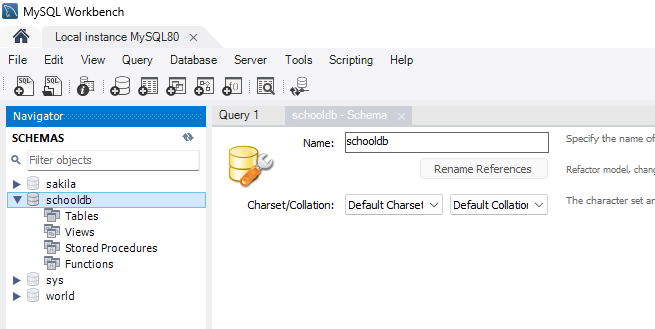 MySQL Workbench
Local instance MySQL80
File Edit View Query Database Server Tools Scripting Help
SQL SQL
Navigator
SCHEMAS
Filter objects
sakila
schooldb
Tables
Views
Stored Procedures
Functions
sys
world
Query 1 schooldb - Schema
Name: schooldb Specify the name of
Rename References Refactor model, chang
Charset/Collation: Default Charset Default Collation The character set an